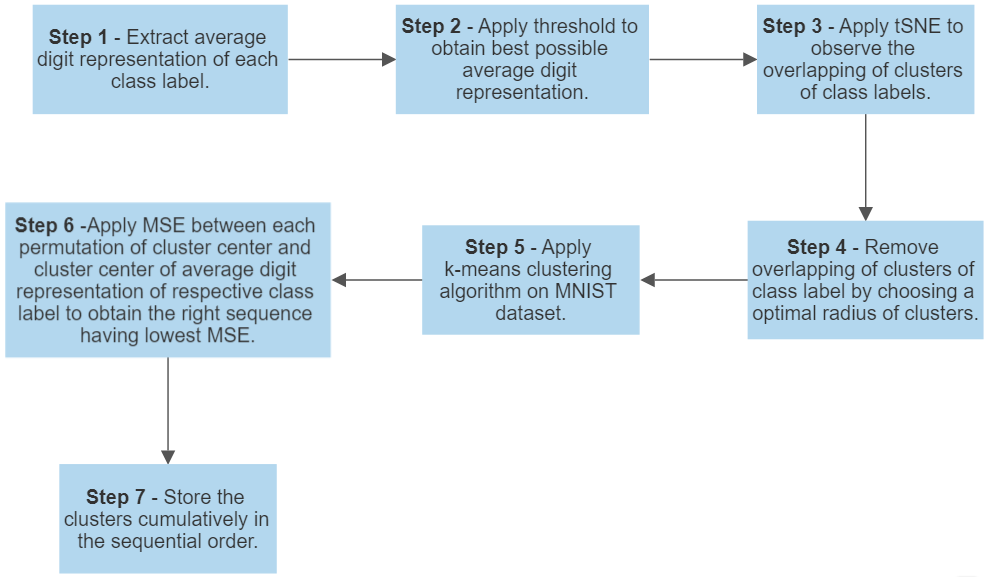 Step 1 - Extract average
digit representation of each
class label.
Step 2 - Apply threshold to
obtain best possible
average digit
representation.
Step 3 - Apply tSNE to
observe the
overlapping of clusters
of class labels.
Step 4 - Remove
overlapping of clusters of
class label by choosing a
optimal radius of clusters.
Step 5 - Apply
k-means clustering
algorithm on MNIST
dataset.
Step 6 -Apply MSE between each
permutation of cluster center and
cluster center of average digit
representation of respective class
label to obtain the right sequence
having lowest MSE.
Step 7 - Store the
clusters cumulatively in
the sequential order.